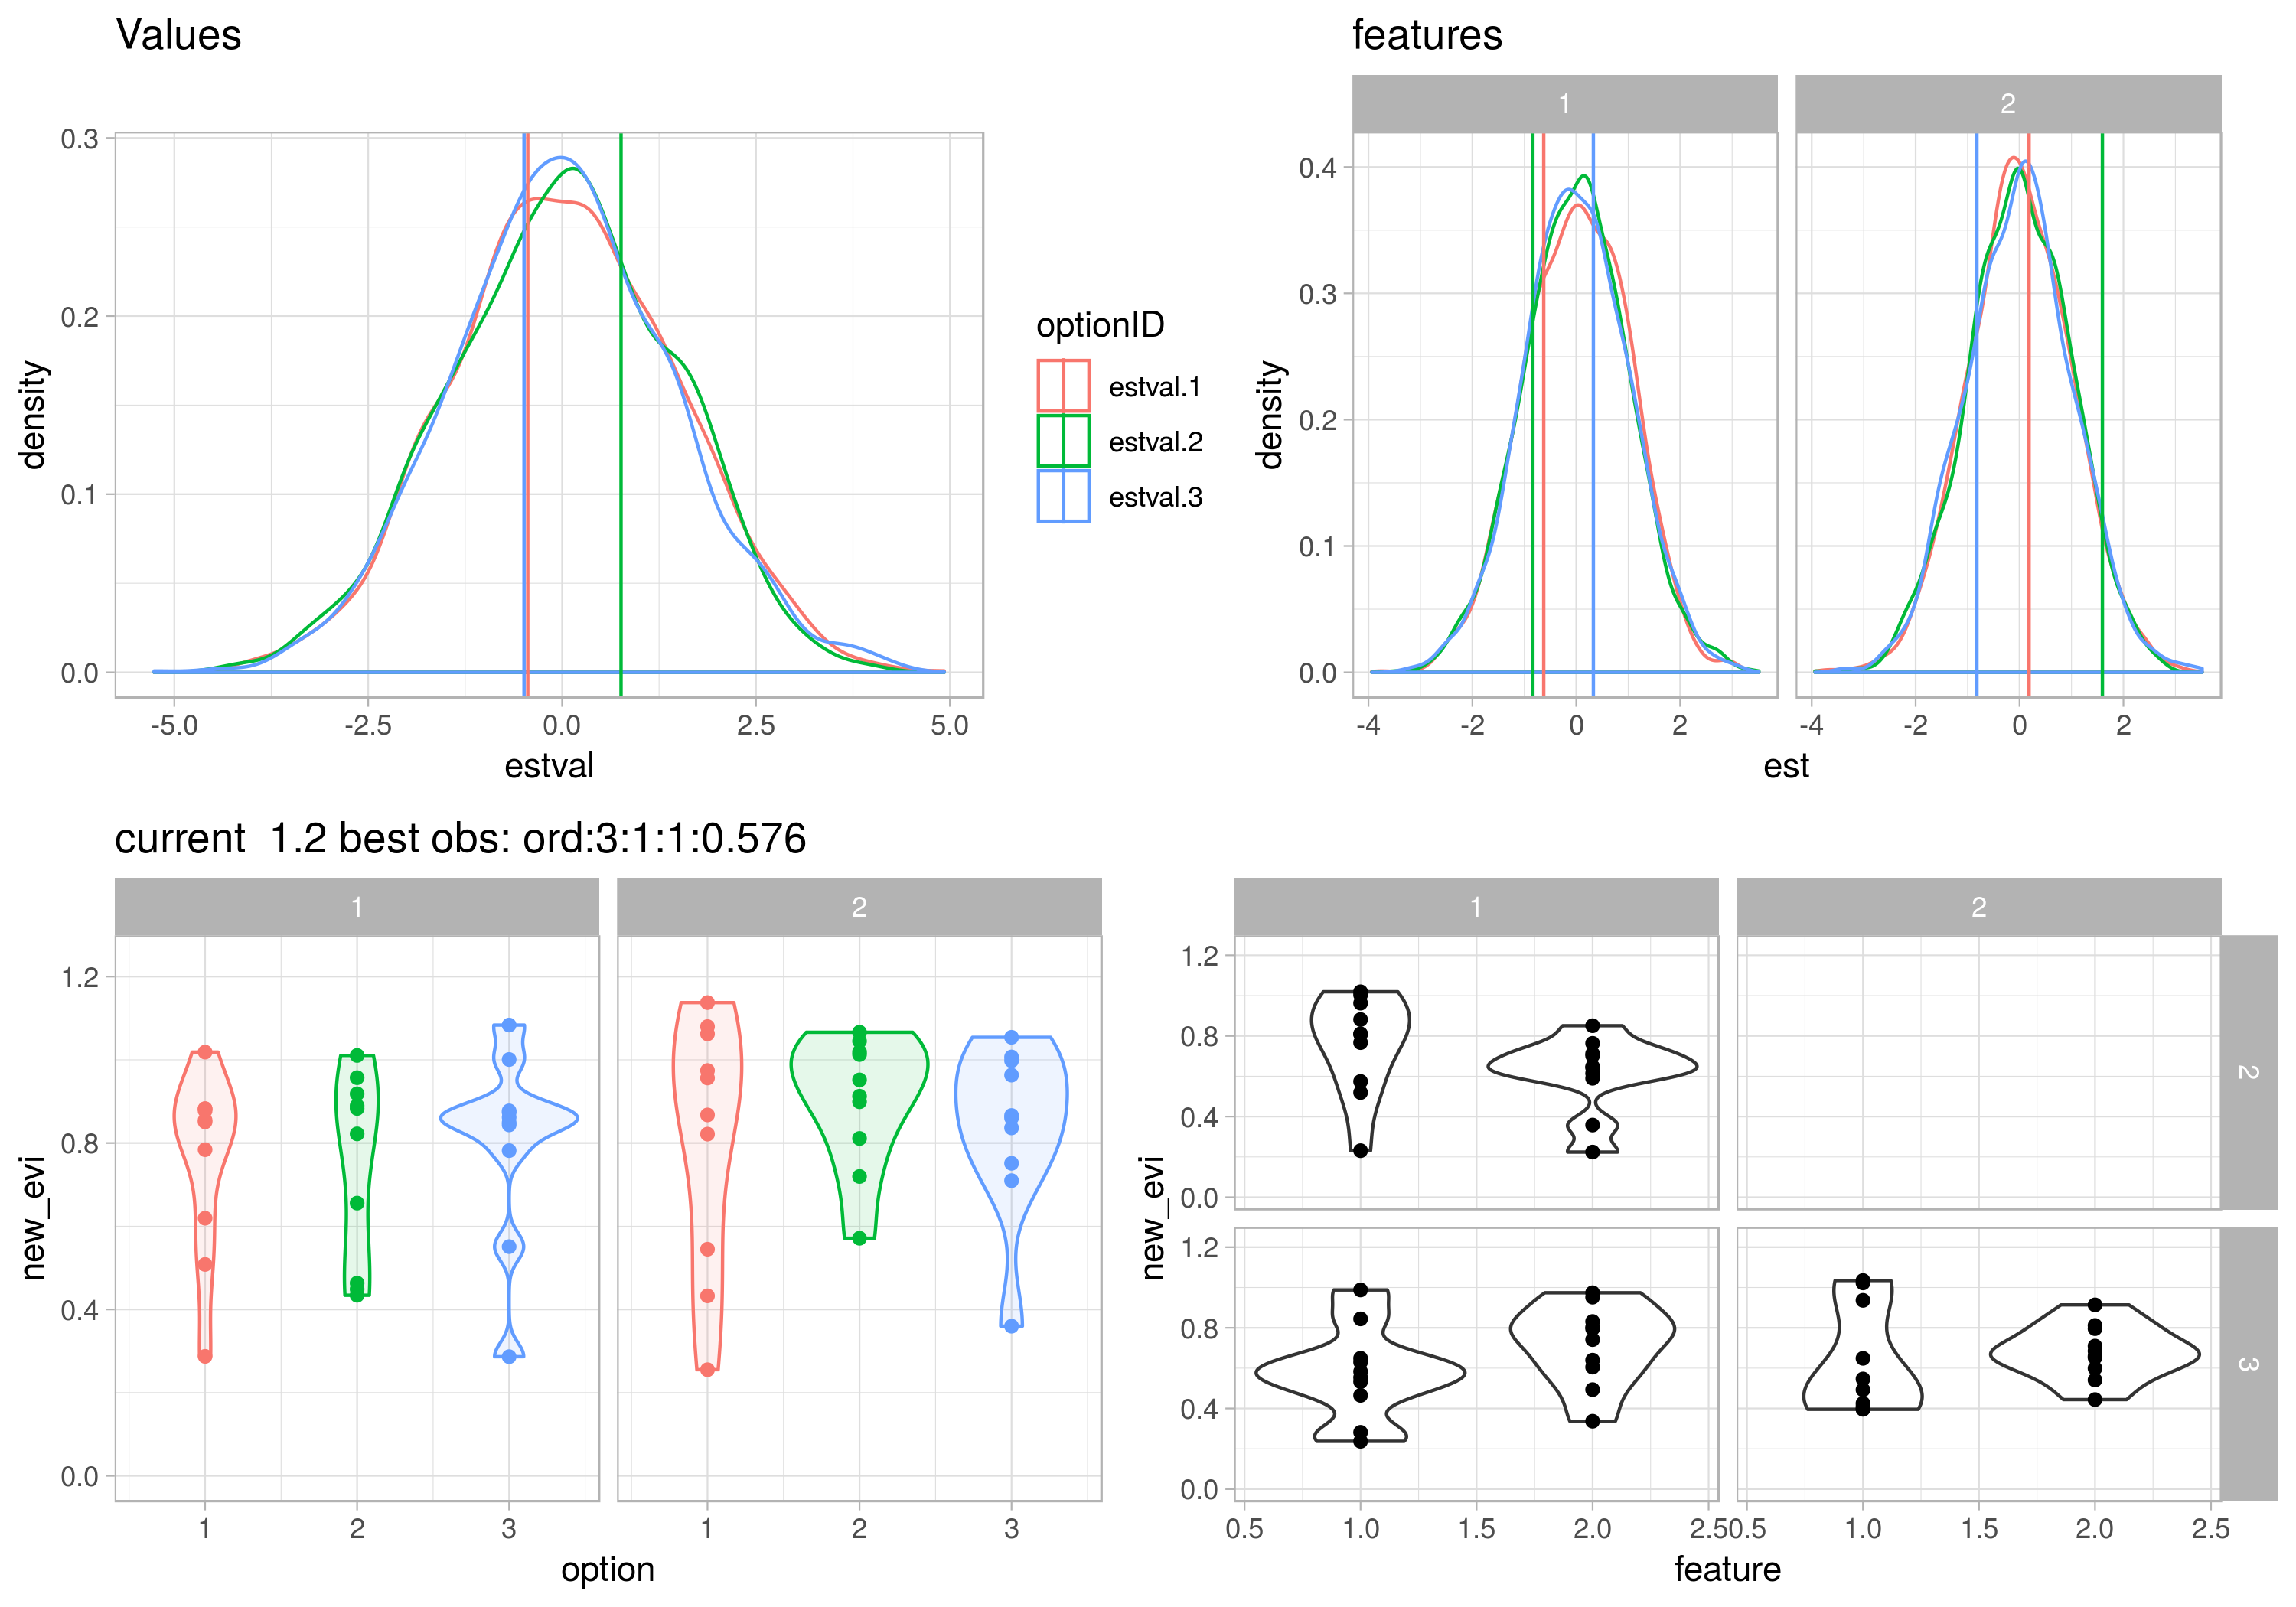 Values
0.3
0.2
0.1
0.0
density
-5.0 -2.5 0.0 2.5 5.0
estval
optionID
estval.1
estval.2
estval.3
features
1 2
0.4
0.3
0.2
0.1
0.0
density
-4 -2 0 2 -4 -2 0 2
est
current  1.2 best obs: ord:3:1:1:0.576
1 2
1.2
0.8
0.4
0.0
new_evi
1 2 3 1 2 3
option
1 2
1.2
0.8
0.4
0.0
2
1.2
0.8
0.4
0.0
3
new_evi
0.5 1.0 1.5 2.0 2.5 0.5 1.0 1.5 2.0 2.5
feature